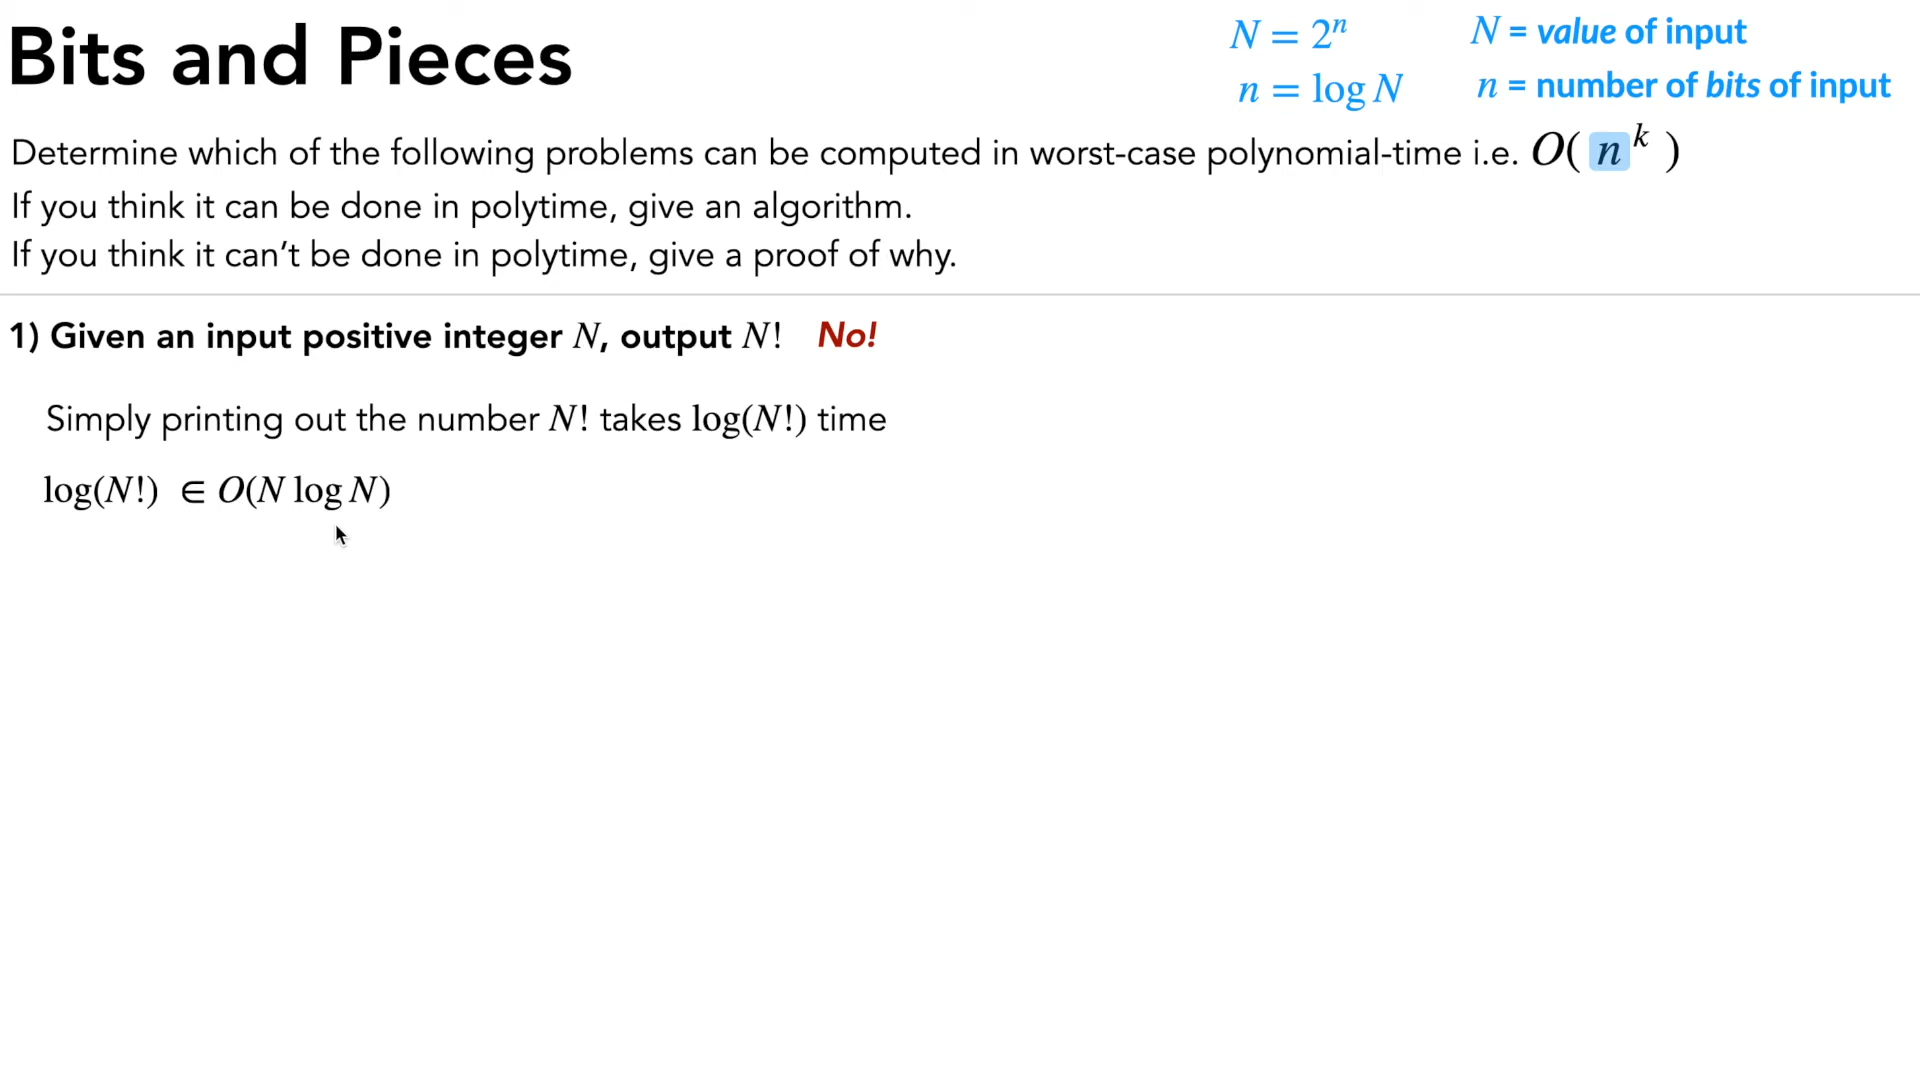 Bits and Pieces
N = 2ⁿ
N = value of input
n = log N
n = number of bits of input
Determine which of the following problems can be computed in worst-case polynomial-time i.e. O( nᵏ )
If you think it can be done in polytime, give an algorithm.
If you think it can’t be done in polytime, give a proof of why.
1) Given an input positive integer N, output N! No!
Simply printing out the number N! takes log(N!) time
log(N!) ∈ O(N log N)